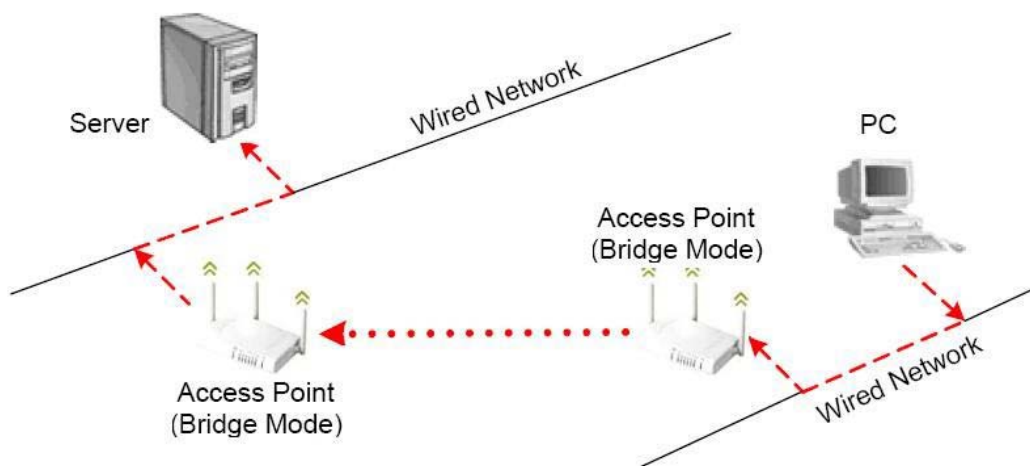 Server
Wired Network
PC
Access Point
(Bridge Mode)
Access Point
(Bridge Mode)
Wired Network